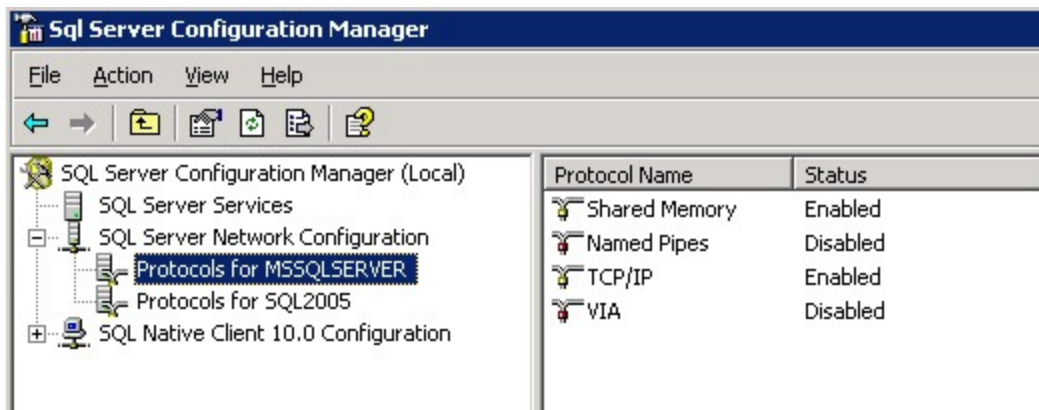 Sql Server Configuration Manager
File Action View Help
SQL Server Configuration Manager (Local)
SQL Server Services
SQL Server Network Configuration
Protocols for MSSQLSERVER
Protocols for SQL2005
SQL Native Client 10.0 Configuration
Protocol Name Status
Shared Memory Enabled
Named Pipes Disabled
TCP/IP Enabled
VIA Disabled